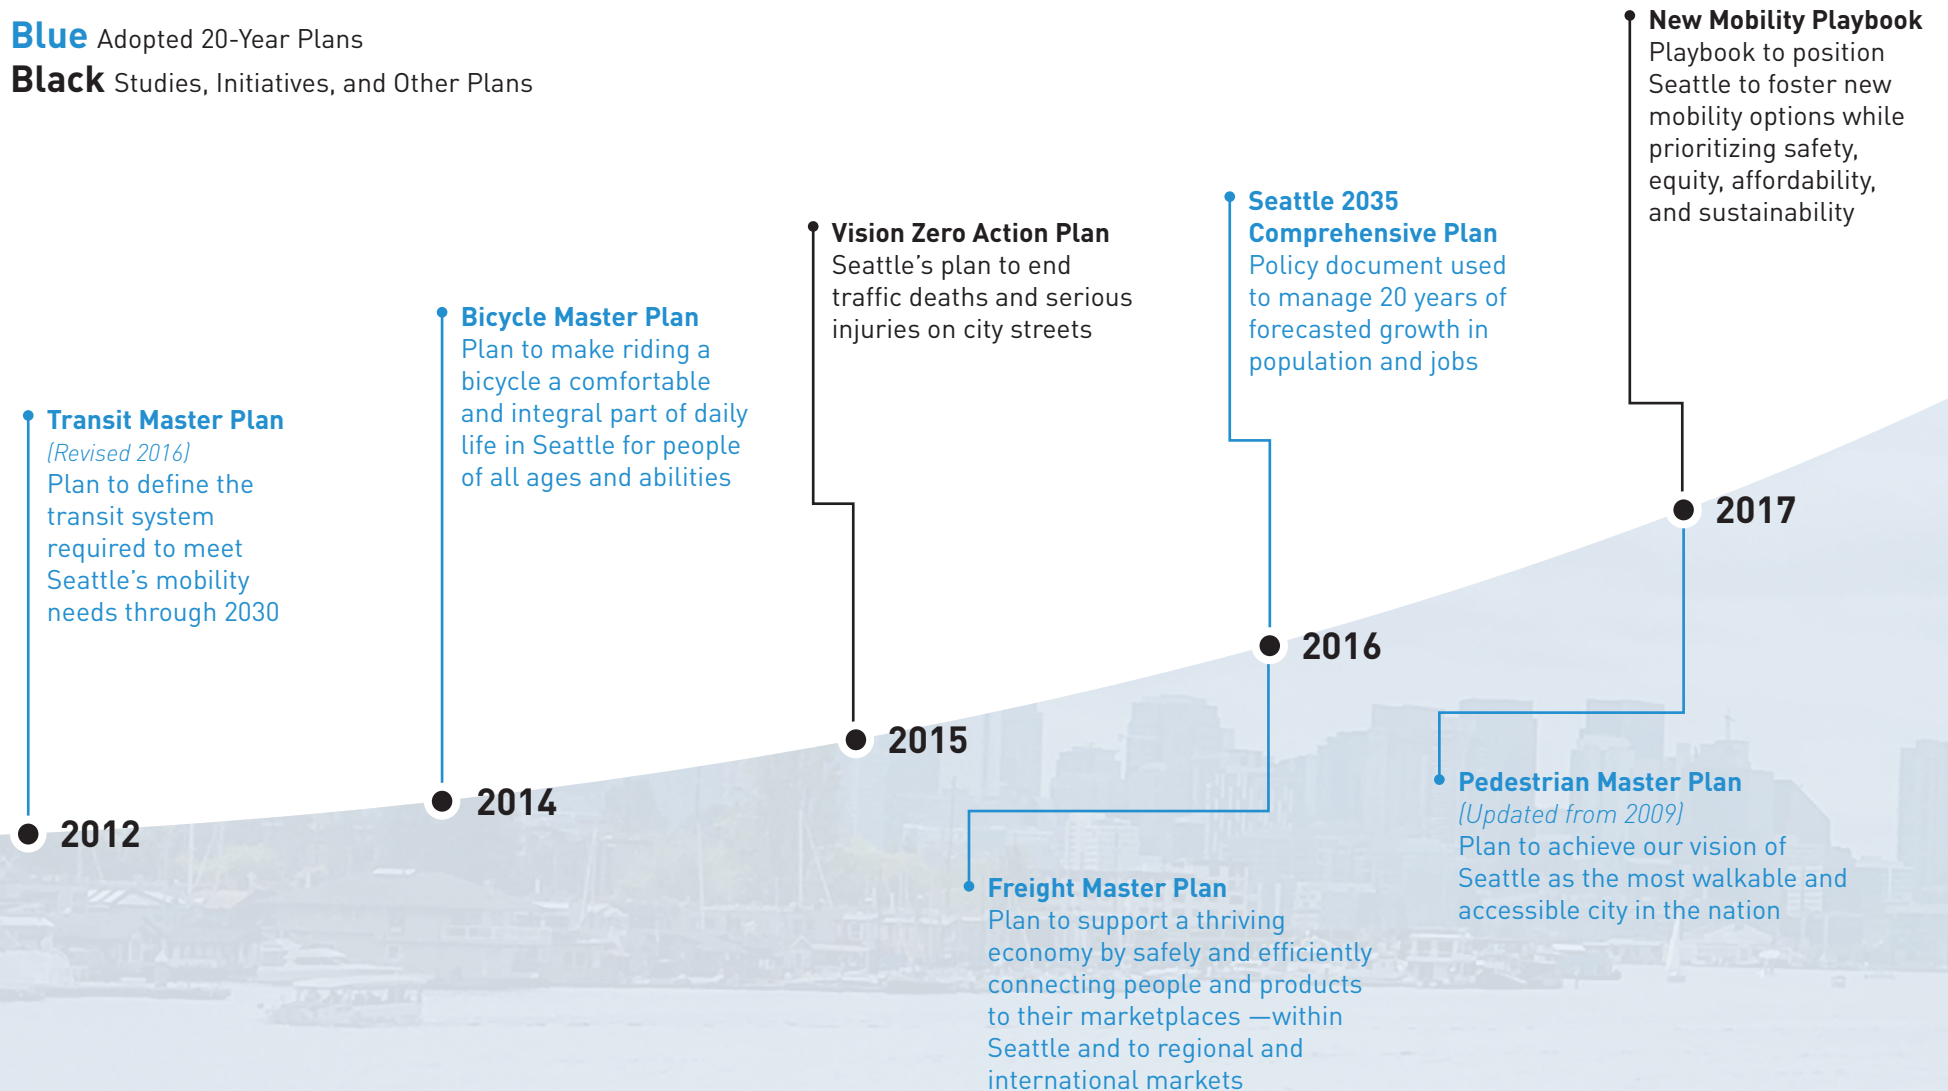 Blue Adopted 20-Year Plans
Black Studies, Initiatives, and Other Plans
Transit Master Plan
(Revised 2016)
Plan to define the
transit system
required to meet
Seattle’s mobility
needs through 2030
2012
Bicycle Master Plan
Plan to make riding a
bicycle a comfortable
and integral part of daily
life in Seattle for people
of all ages and abilities
2014
Vision Zero Action Plan
Seattle’s plan to end
traffic deaths and serious
injuries on city streets
2015
Seattle 2035
Comprehensive Plan
Policy document used
to manage 20 years of
forecasted growth in
population and jobs
2016
Freight Master Plan
Plan to support a thriving
economy by safely and efficiently
connecting people and products
to their marketplaces —within
Seattle and to regional and
international markets
New Mobility Playbook
Playbook to position
Seattle to foster new
mobility options while
prioritizing safety,
equity, affordability,
and sustainability
2017
Pedestrian Master Plan
(Updated from 2009)
Plan to achieve our vision of
Seattle as the most walkable and
accessible city in the nation